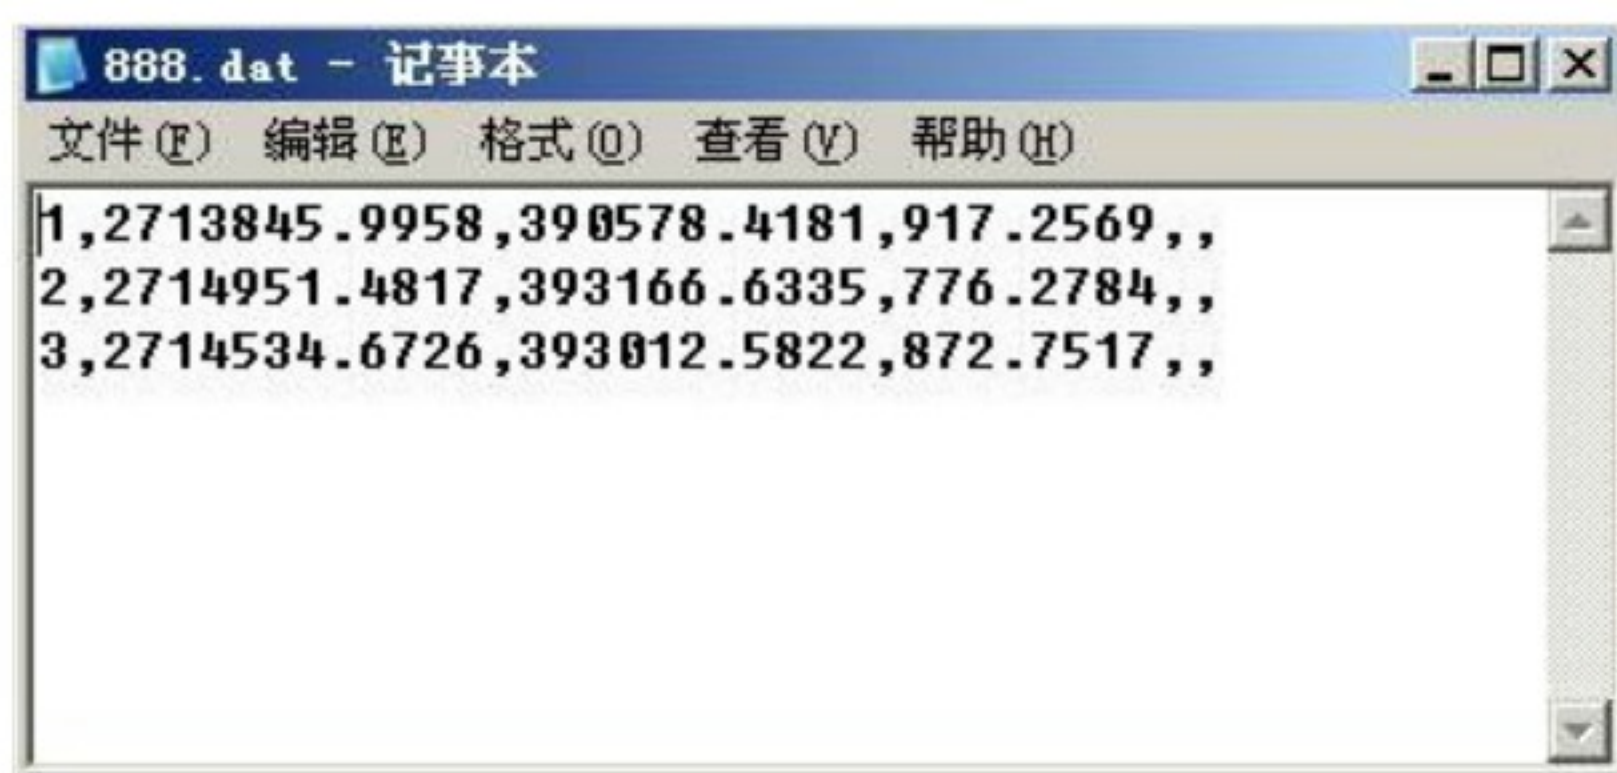 888.dat - 记事本
文件(F) 编辑(E) 格式(O) 查看(V) 帮助(H)
1,2713845.9958,390578.4181,917.2569,,
2,2714951.4817,393166.6335,776.2784,,
3,2714534.6726,393012.5822,872.7517,,